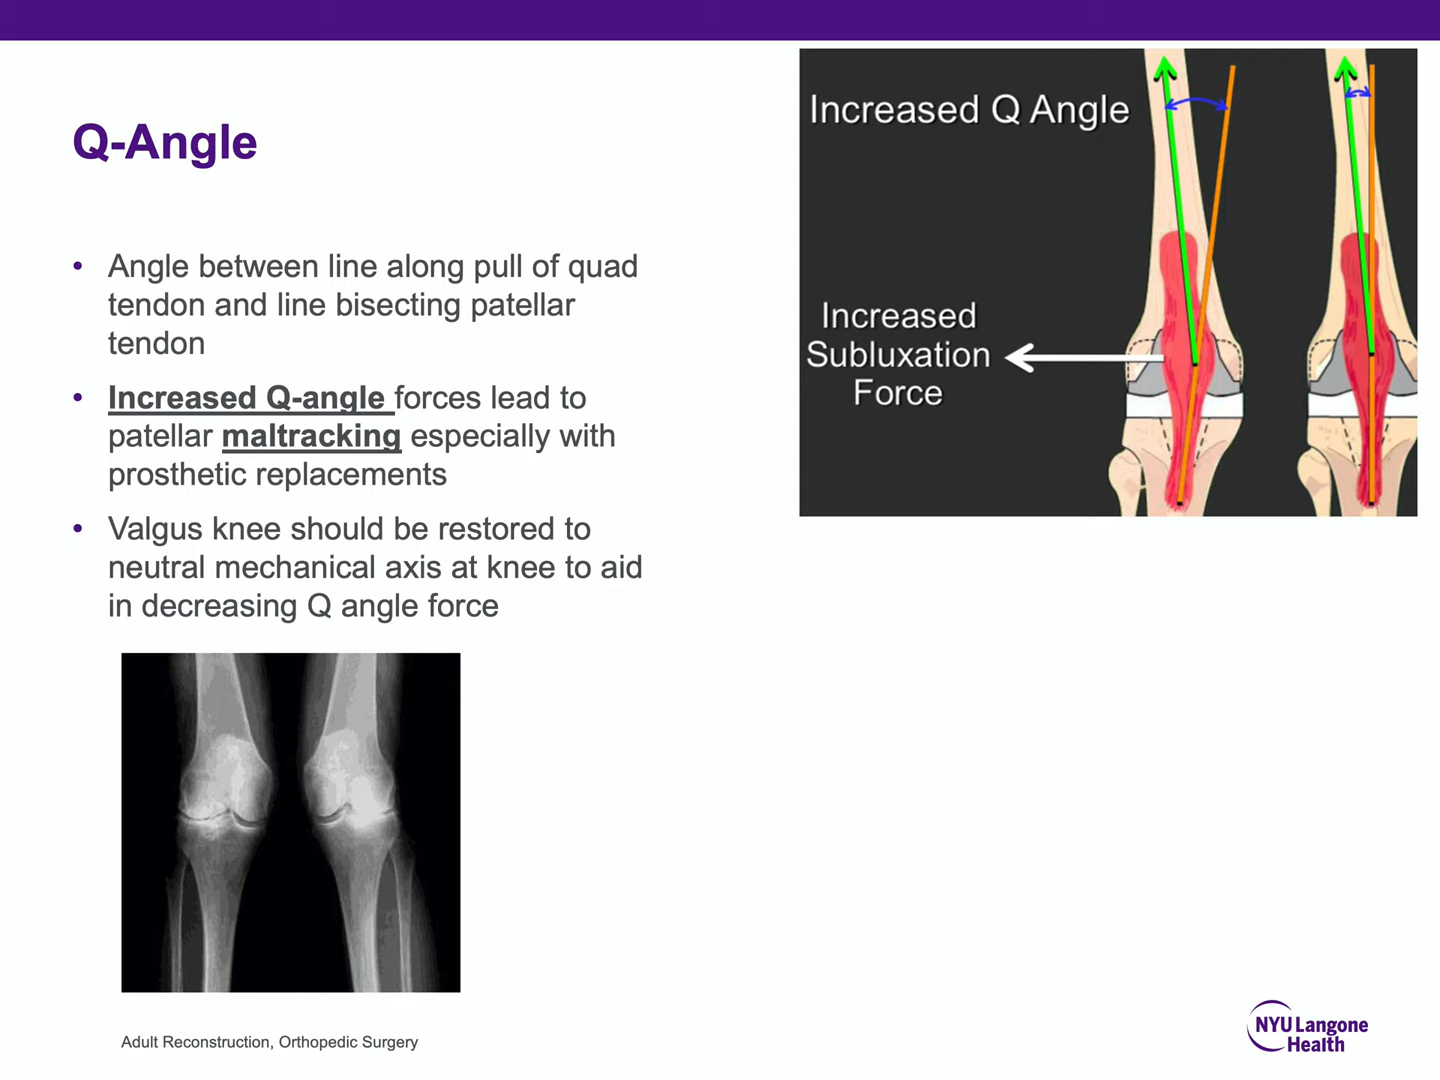 Q-Angle
• Angle between line along pull of quad
tendon and line bisecting patellar
tendon
• Increased Q-angle forces lead to
patellar maltracking especially with
prosthetic replacements
• Valgus knee should be restored to
neutral mechanical axis at knee to aid
in decreasing Q angle force
Increased Q Angle
Increased
Subluxation
Force
Adult Reconstruction, Orthopedic Surgery
NYU Langone
Health